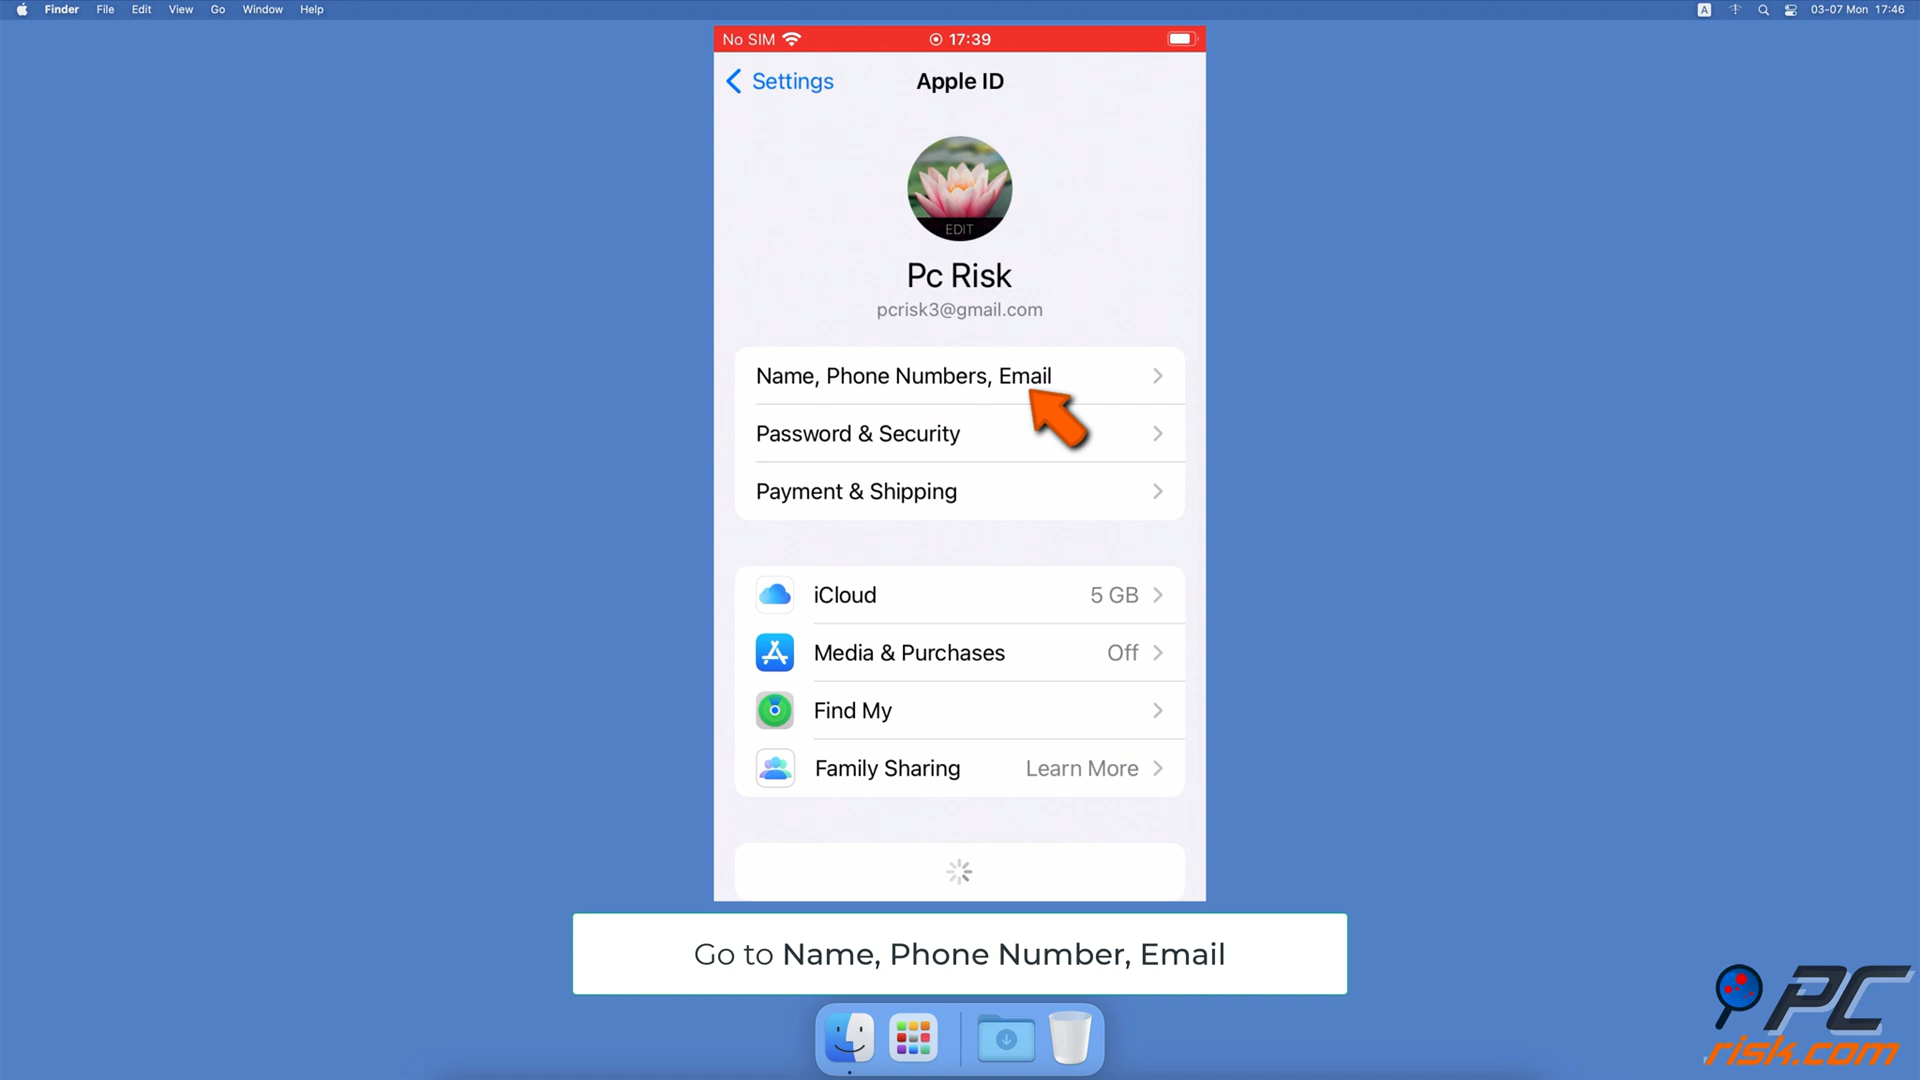 Finder File Edit View Go Window Help
A 03-07 Mon 17:46
No SIM 17:39
Settings Apple ID
EDIT
Pc Risk
pcrisk3@gmail.com
Name, Phone Numbers, Email
Password & Security
Payment & Shipping
iCloud 5 GB
Media & Purchases Off
Find My
Family Sharing Learn More
Go to Name, Phone Number, Email
PC
risk.com